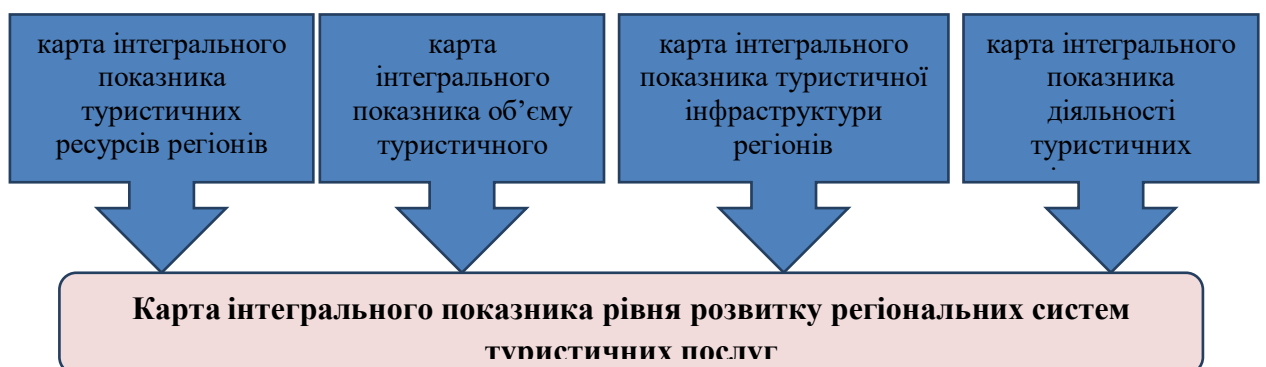 карта інтегрального
показника
туристичних
ресурсів регіонів
карта
інтегрального
показника об’єму
туристичного
карта інтегрального
показника туристичної
інфраструктури
регіонів
карта інтегрального
показника
діяльності
туристичних
Карта інтегрального показника рівня розвитку регіональних систем
туристичних послуг